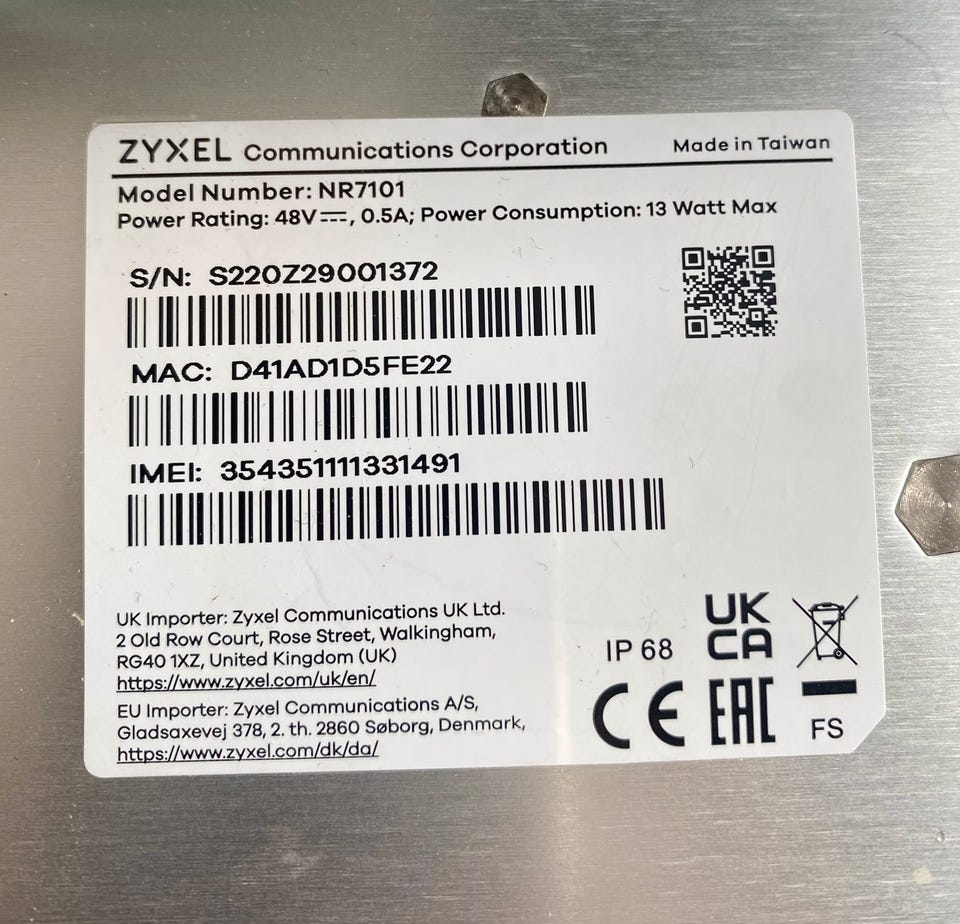 ZYXEL Communications Corporation Made in Taiwan
Model Number: NR7101
Power Rating: 48V⎓, 0.5A; Power Consumption: 13 Watt Max
S/N: S220Z29001372
MAC: D41AD1D5FE22
IMEI: 354351111331491
UK Importer: Zyxel Communications UK Ltd.
2 Old Row Court, Rose Street, Walkingham,
RG40 1XZ, United Kingdom (UK)
https://www.zyxel.com/uk/en/
EU Importer: Zyxel Communications A/S,
Gladsaxevej 378, 2. th. 2860 Søborg, Denmark,
https://www.zyxel.com/dk/da/
IP 68
UK
CA
CE EAC
FS